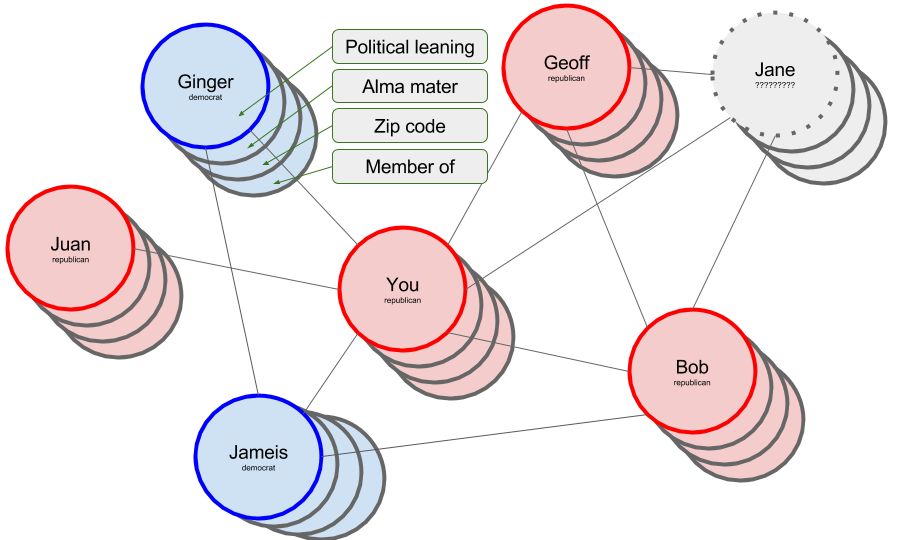 Political leaning
Alma mater
Zip code
Member of
Ginger
democrat
Geoff
republican
Jane
?????????
Juan
republican
You
republican
Bob
republican
Jameis
democrat